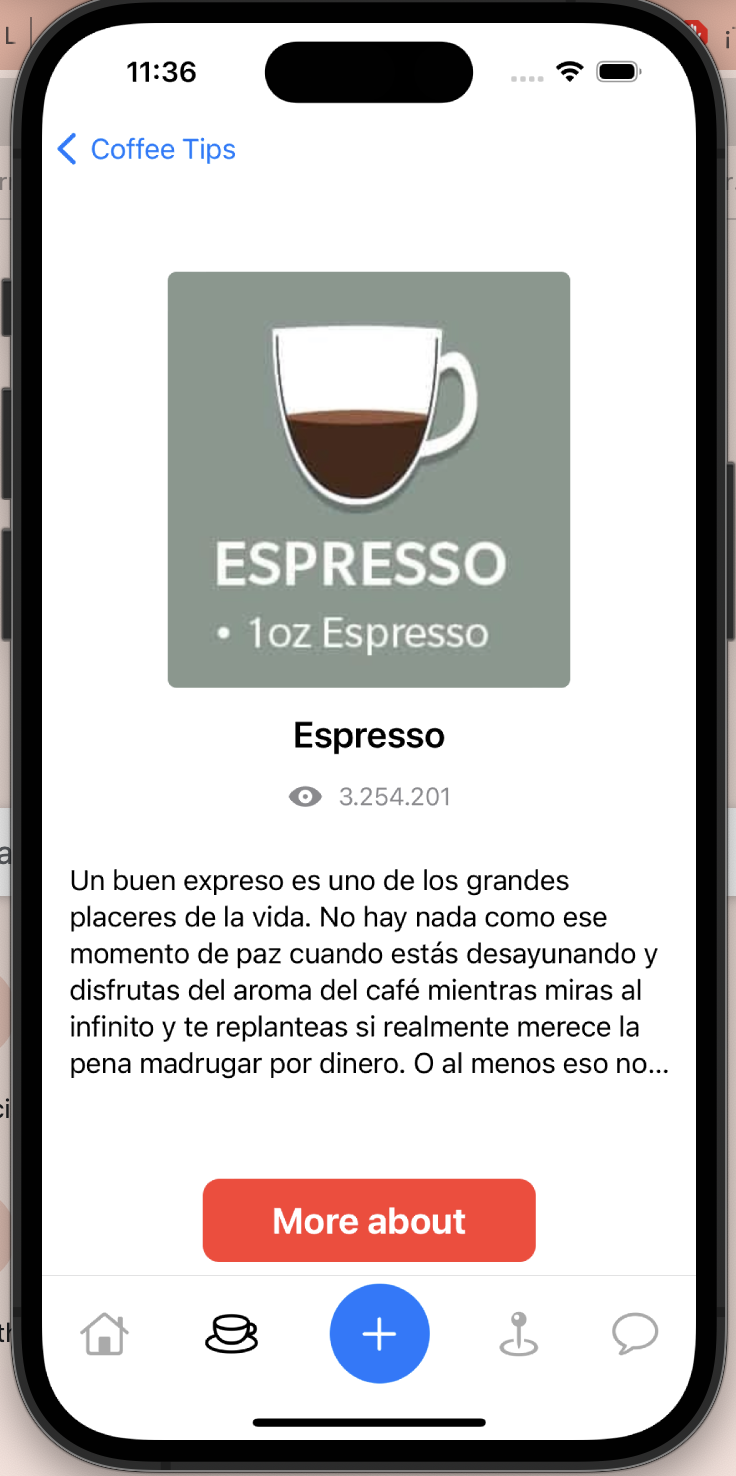 11:36
Coffee Tips
ESPRESSO
• 1oz Espresso
Espresso
3.254.201
Un buen expreso es uno de los grandes
placeres de la vida. No hay nada como ese
momento de paz cuando estás desayunando y
disfrutas del aroma del café mientras miras al
infinito y te replanteas si realmente merece la
pena madrugar por dinero. O al menos eso no...
More about